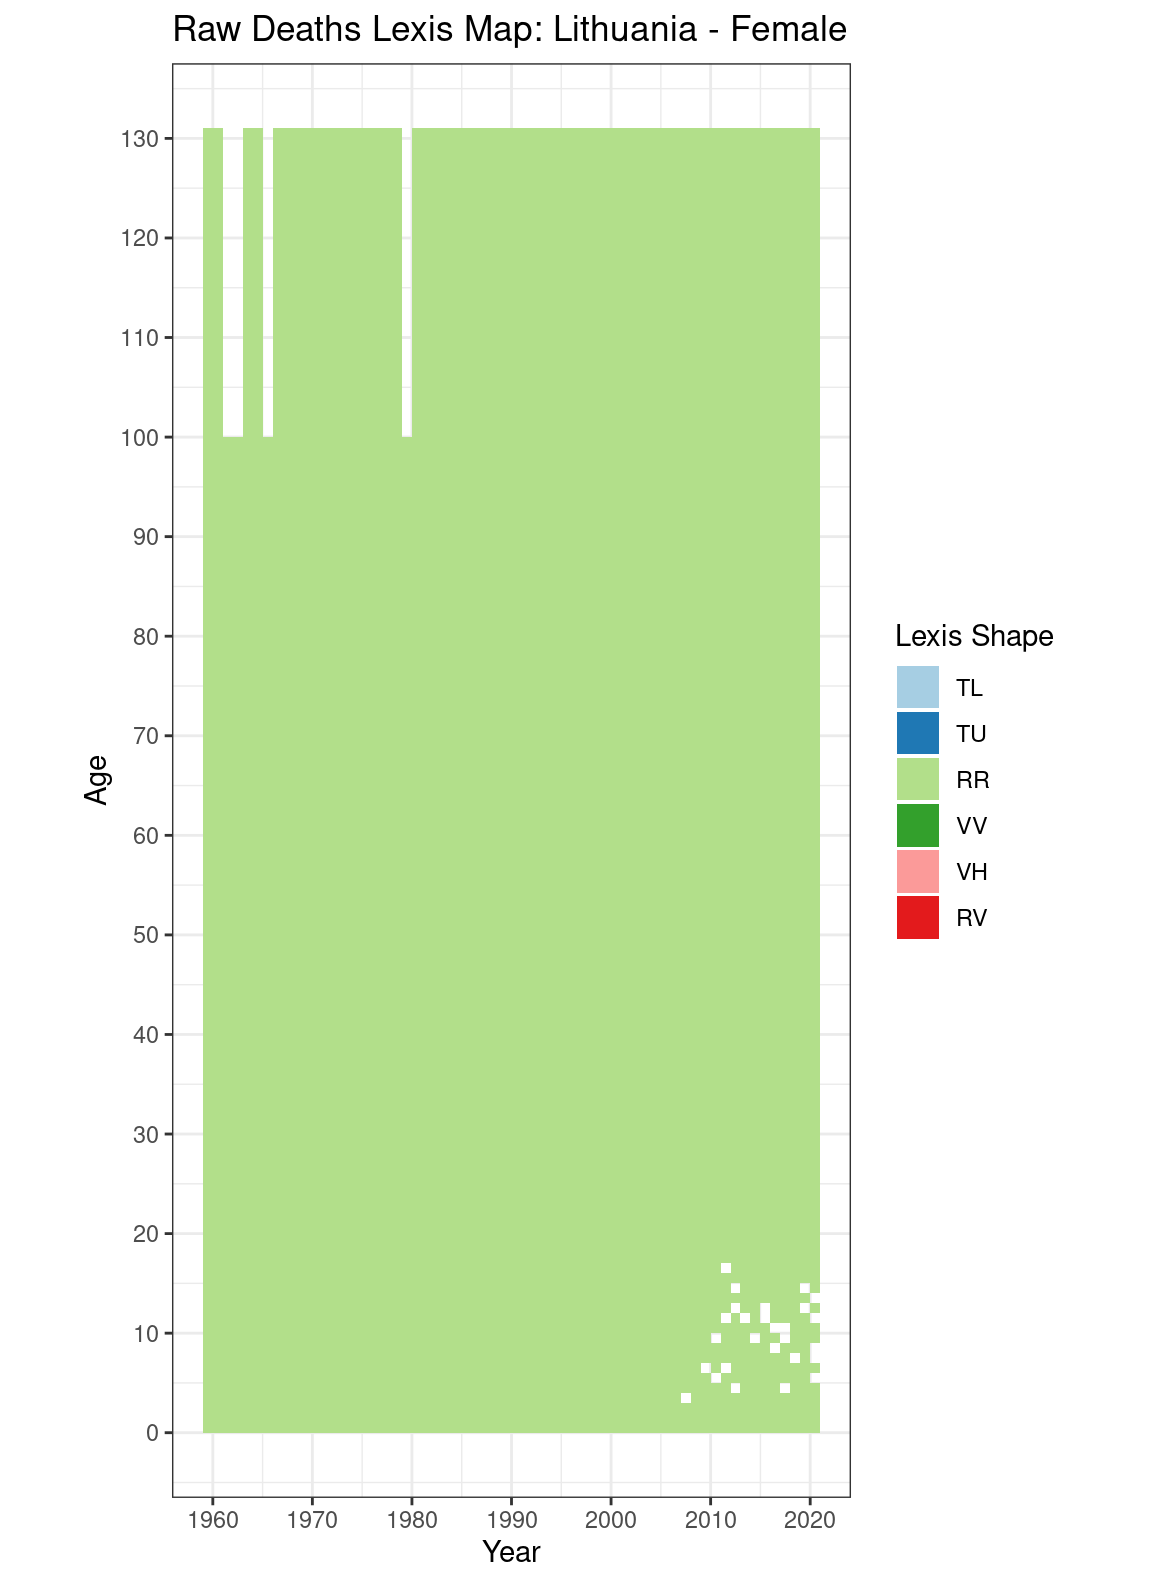 Raw Deaths Lexis Map: Lithuania - Female
130
120
110
100
90
80
70
60
50
40
30
20
10
0
Age
1960 1970 1980 1990 2000 2010 2020
Year
Lexis Shape
TL
TU
RR
VV
VH
RV